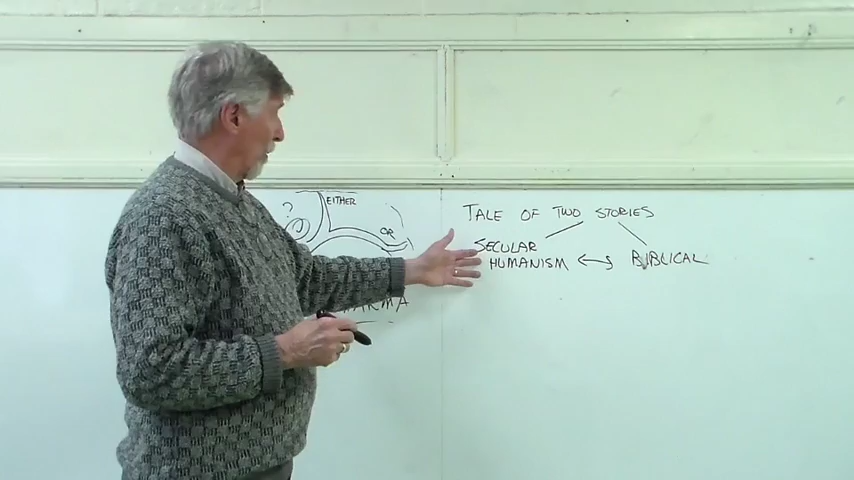 ?
EITHER
OR
TALE OF TWO STORIES
SECULAR
HUMANISM
BIBLICAL